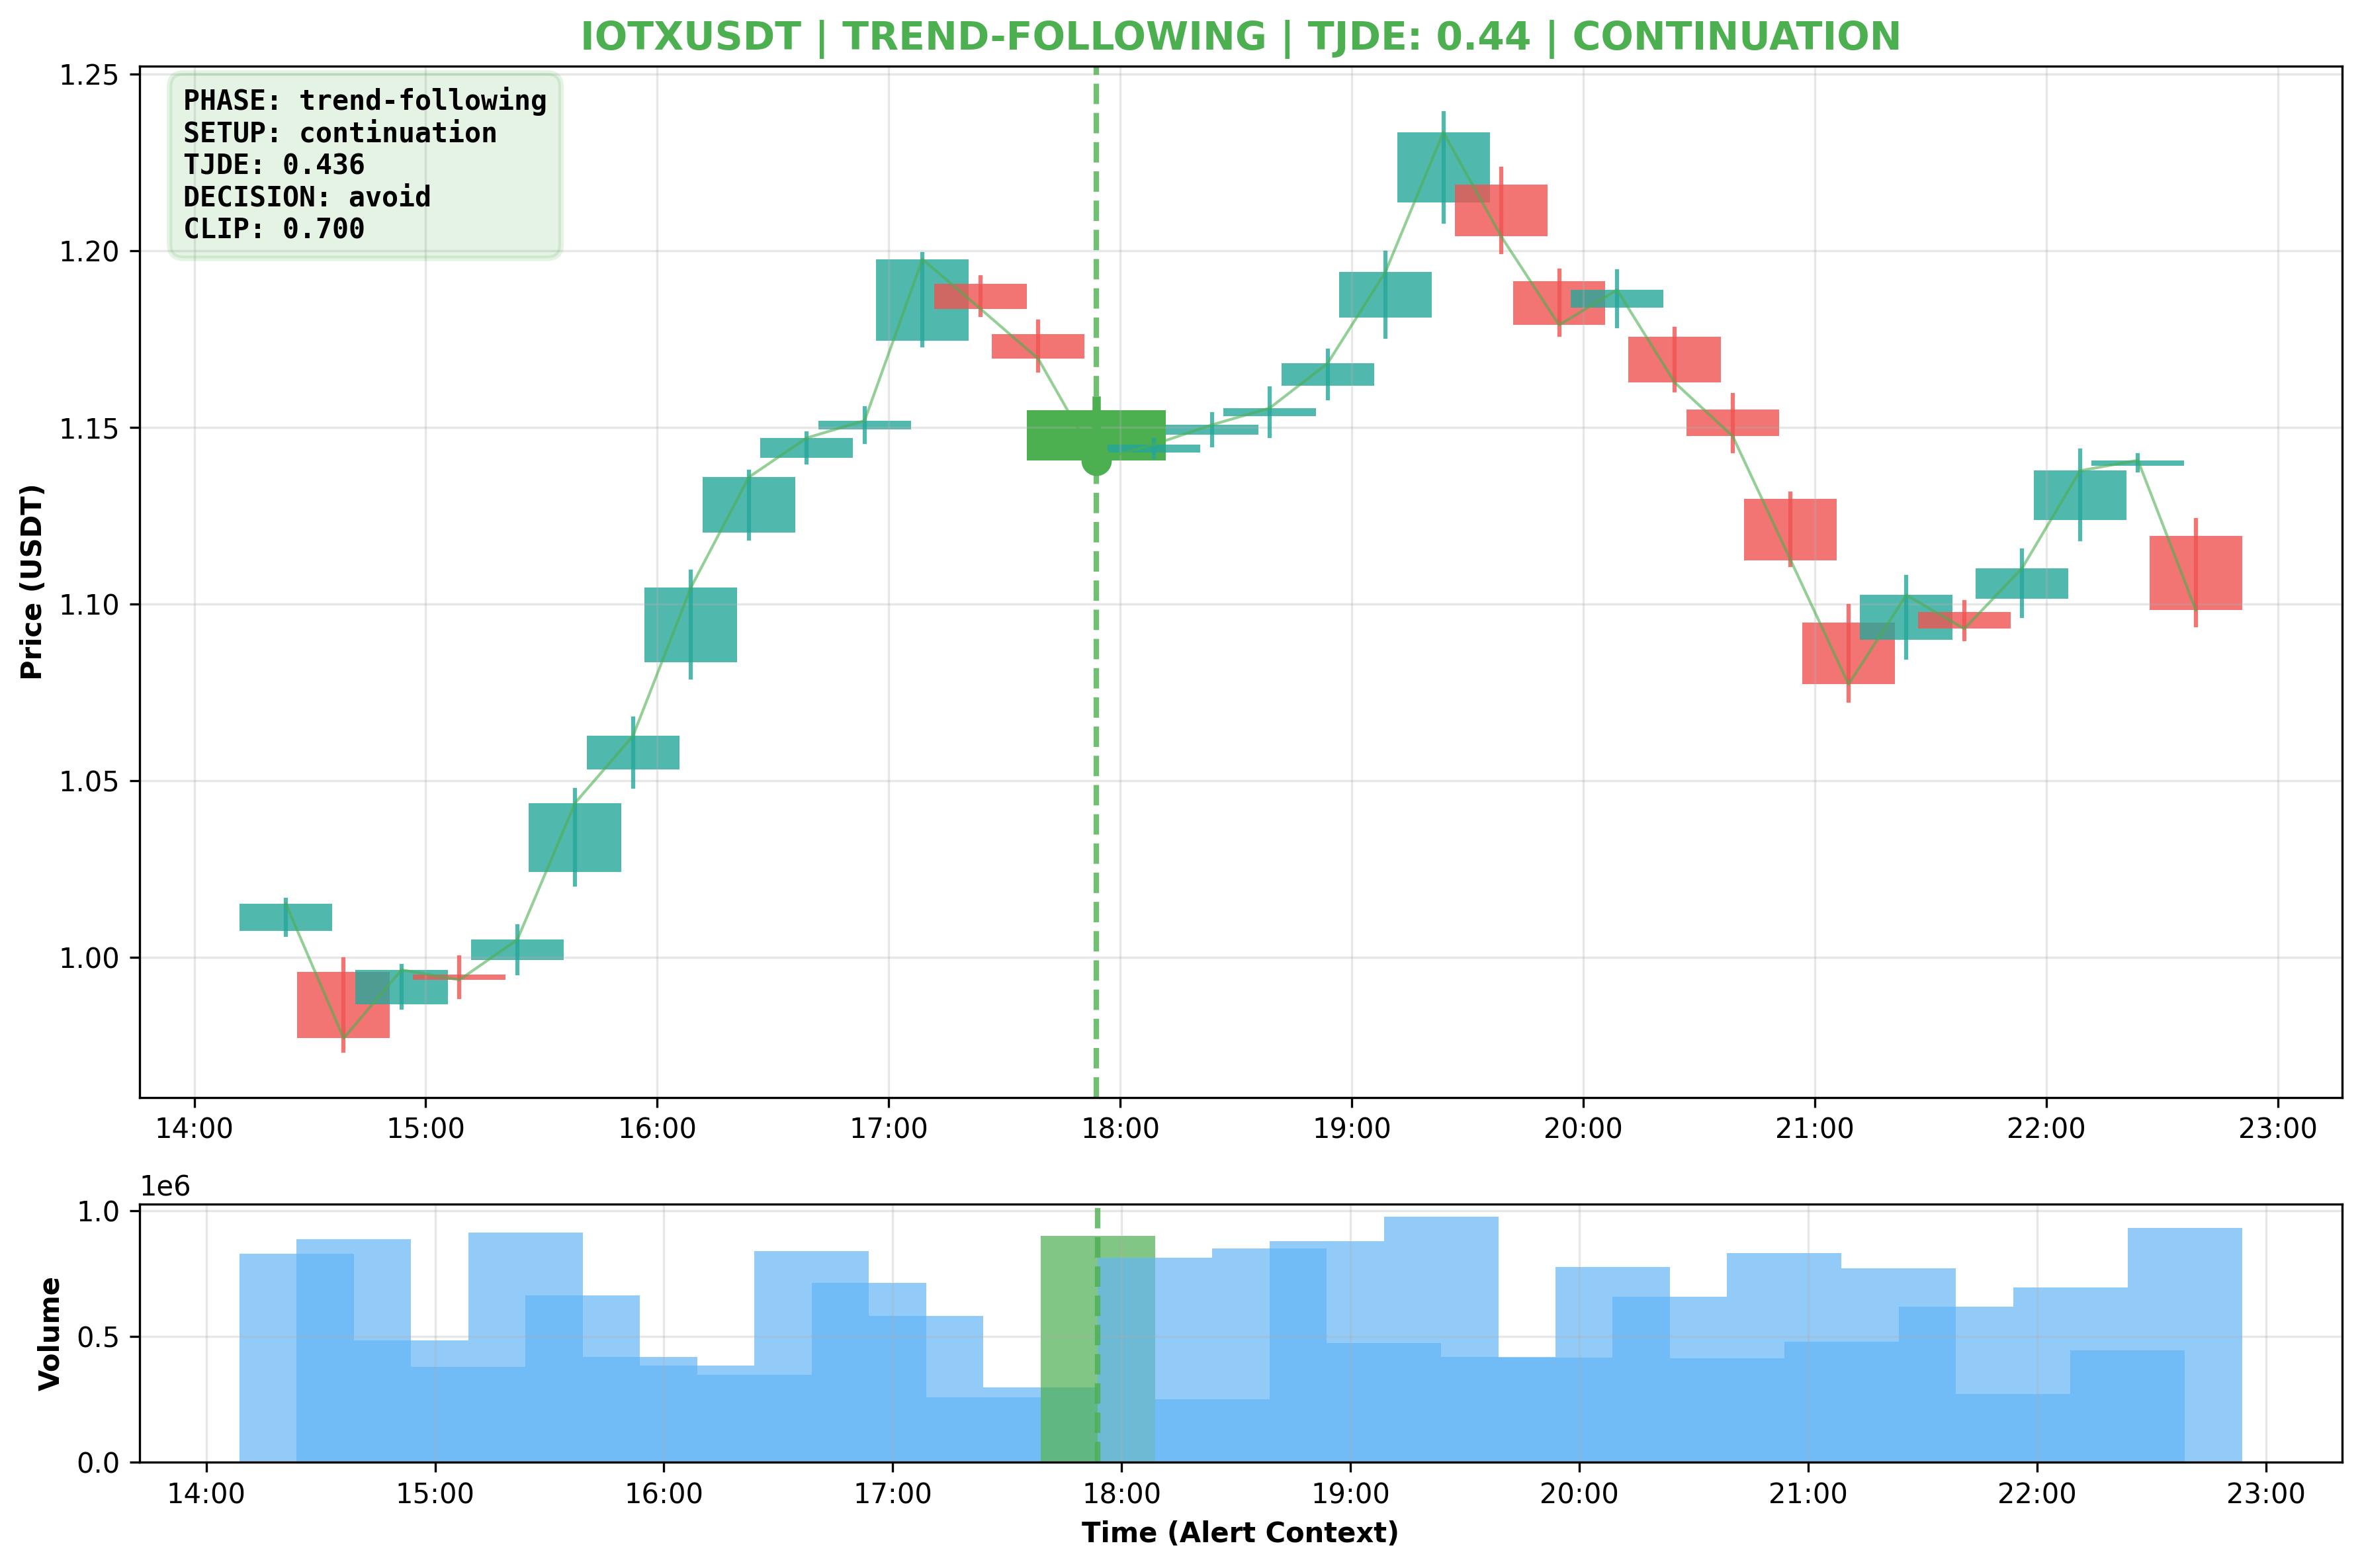 IOTXUSDT | TREND-FOLLOWING | TJDE: 0.44 | CONTINUATION
PHASE: trend-following
SETUP: continuation
TJDE: 0.436
DECISION: avoid
CLIP: 0.700
Price (USDT)
1.25
1.20
1.15
1.10
1.05
1.00
14:00 15:00 16:00 17:00 18:00 19:00 20:00 21:00 22:00 23:00
1e6
Volume
1.0
0.5
0.0
14:00 15:00 16:00 17:00 18:00 19:00 20:00 21:00 22:00 23:00
Time (Alert Context)